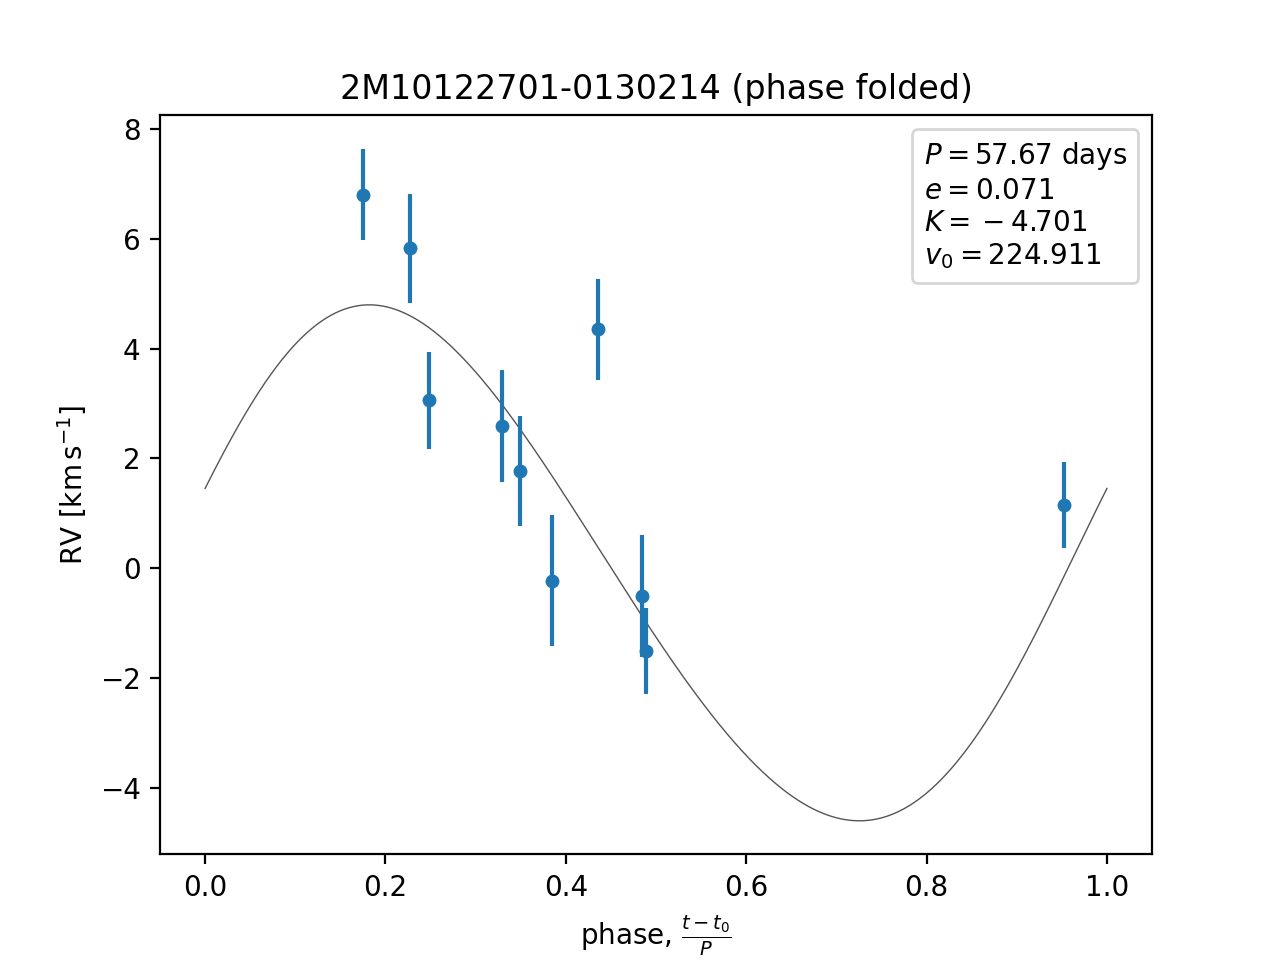 2M10122701-0130214 (phase folded)
P = 57.67 days
e = 0.071
K = −4.701
v₀ = 224.911
8
6
4
2
0
−2
−4
RV [km s⁻¹]
0.0 0.2 0.4 0.6 0.8 1.0
phase, (t − t₀)/P